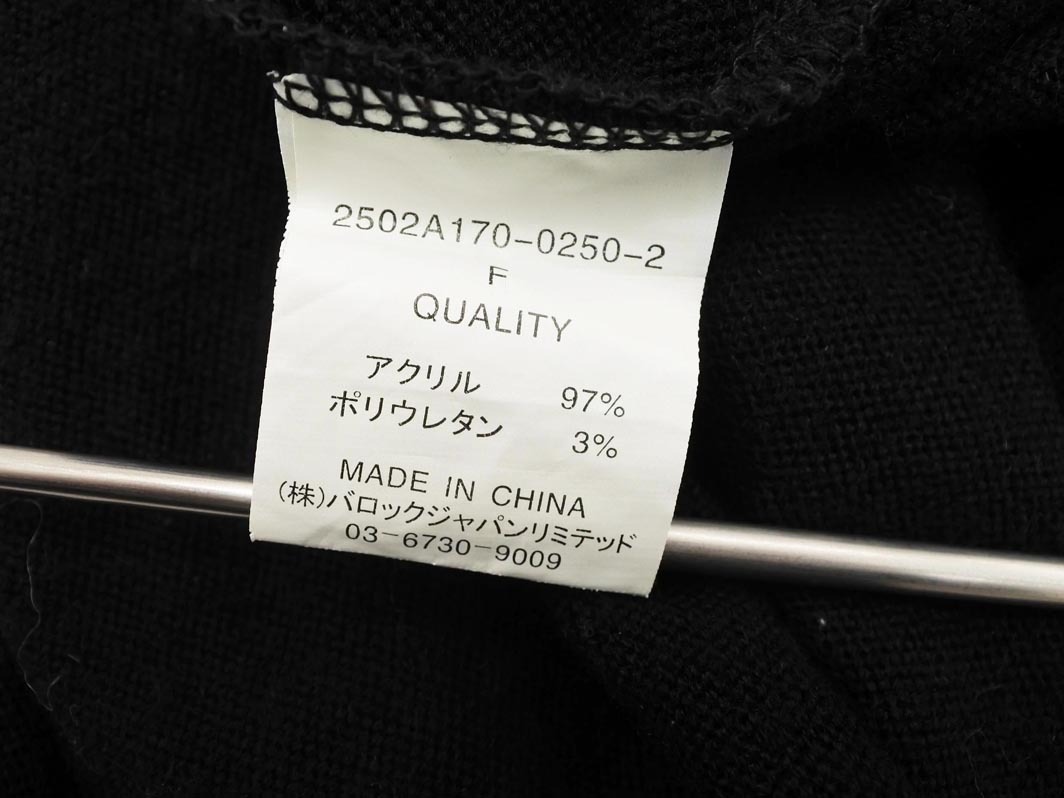 2502A170-0250-2
F
QUALITY
アクリル 97%
ポリウレタン 3%
MADE IN CHINA
(株)バロックジャパンリミテッド
03-6730-9009